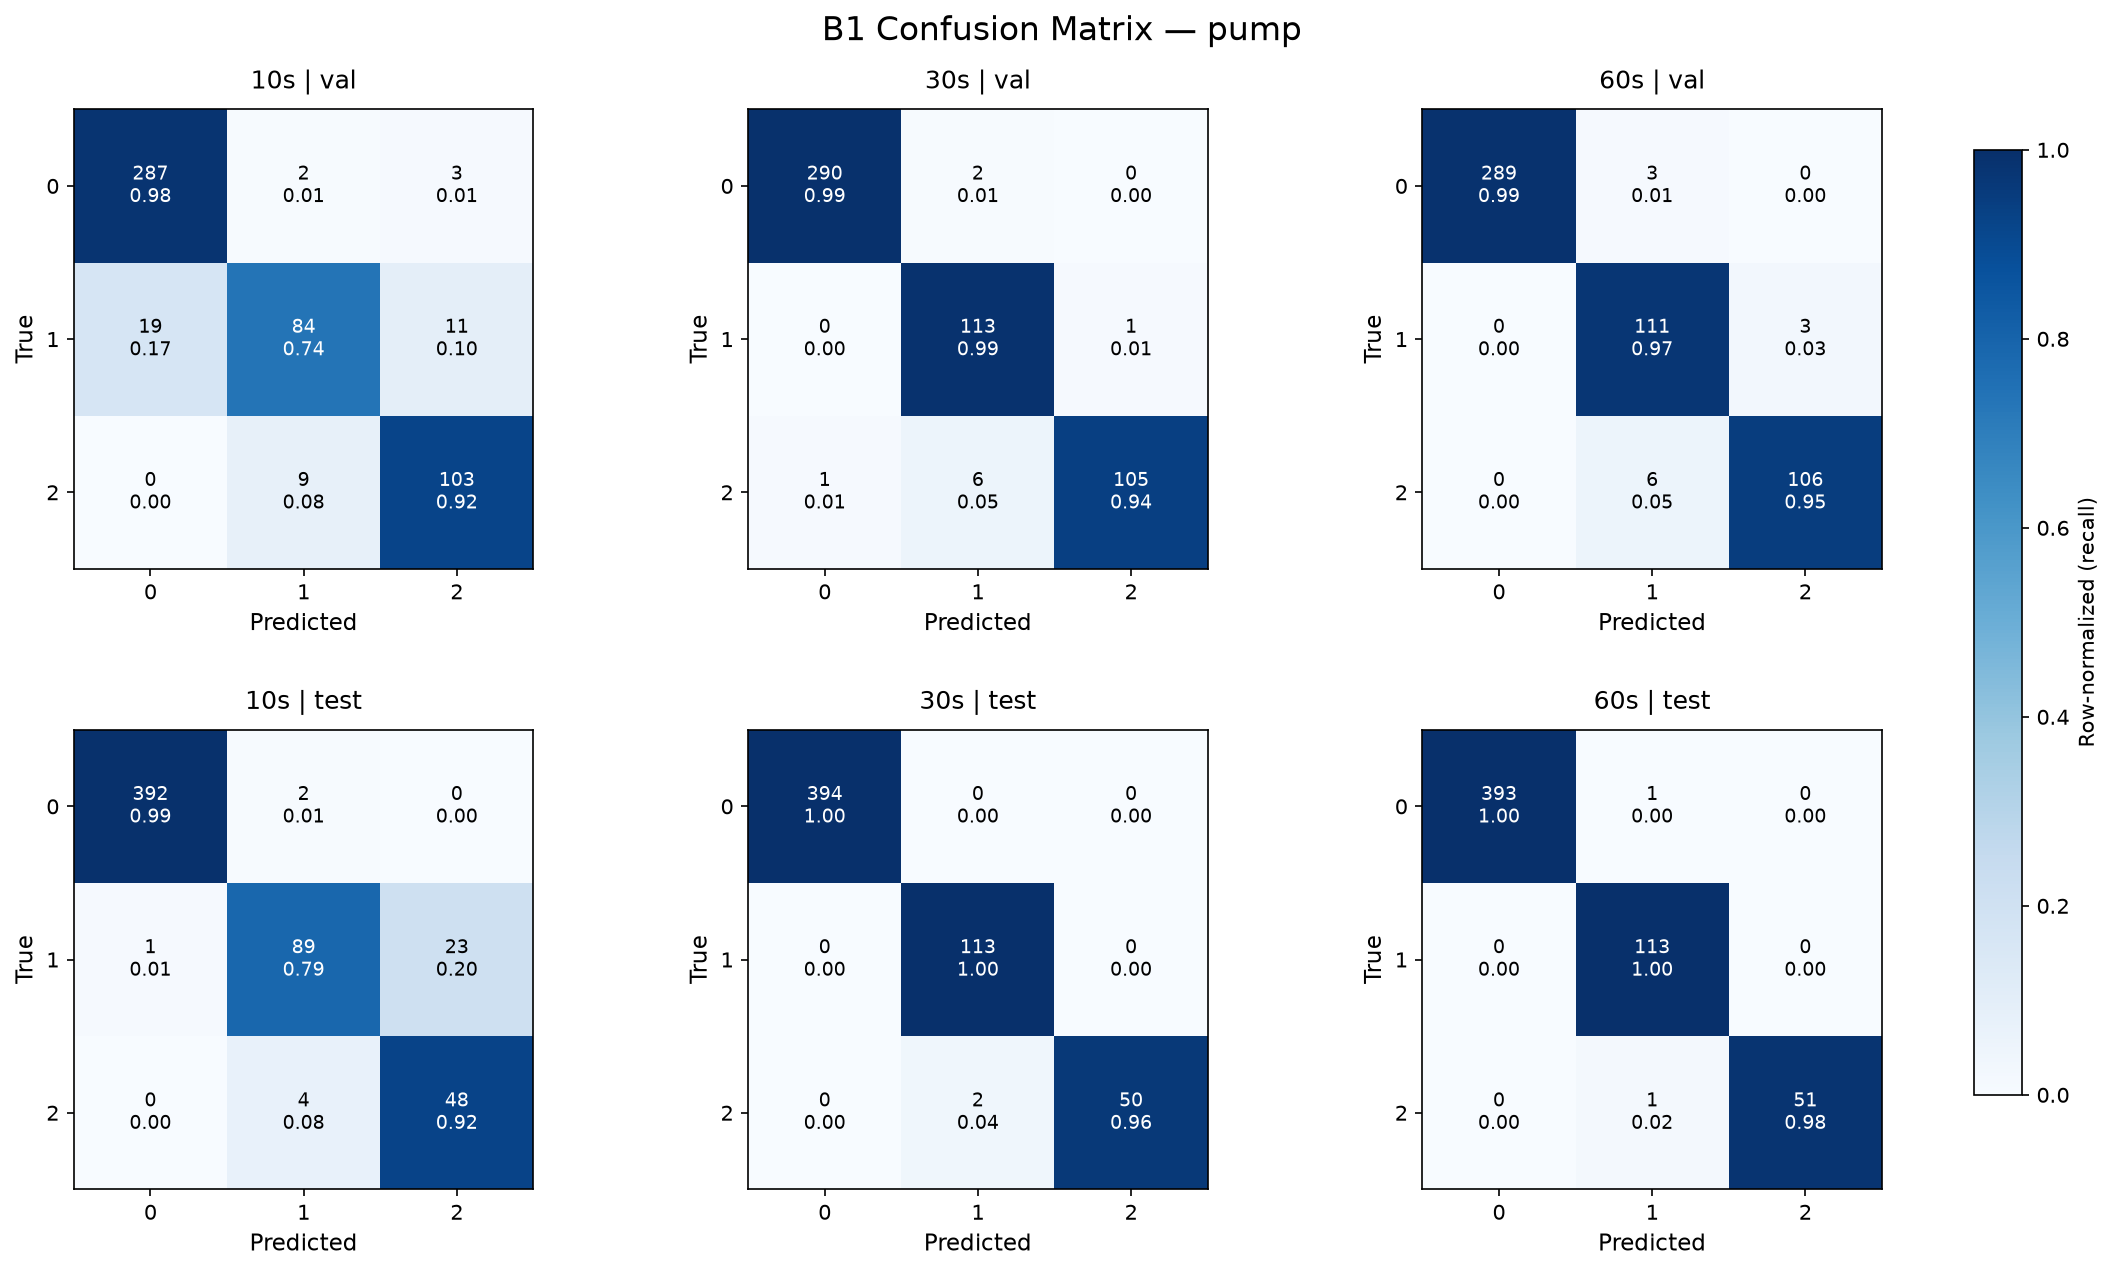 B1 Confusion Matrix — pump
10s | val
30s | val
60s | val
287 2 3
0.98 0.01 0.01
19 84 11
0.17 0.74 0.10
0 9 103
0.00 0.08 0.92
0
1
2
True
0 1 2
Predicted
290 2 0
0.99 0.01 0.00
0 113 1
0.00 0.99 0.01
1 6 105
0.01 0.05 0.94
0
1
2
True
0 1 2
Predicted
289 3 0
0.99 0.01 0.00
0 111 3
0.00 0.97 0.03
0 6 106
0.00 0.05 0.95
0
1
2
True
0 1 2
Predicted
10s | test
30s | test
60s | test
392 2 0
0.99 0.01 0.00
1 89 23
0.01 0.79 0.20
0 4 48
0.00 0.08 0.92
0
1
2
True
0 1 2
Predicted
394 0 0
1.00 0.00 0.00
0 113 0
0.00 1.00 0.00
0 2 50
0.00 0.04 0.96
0
1
2
True
0 1 2
Predicted
393 1 0
1.00 0.00 0.00
0 113 0
0.00 1.00 0.00
0 1 51
0.00 0.02 0.98
0
1
2
True
0 1 2
Predicted
1.0
0.8
0.6
0.4
0.2
0.0
Row-normalized (recall)